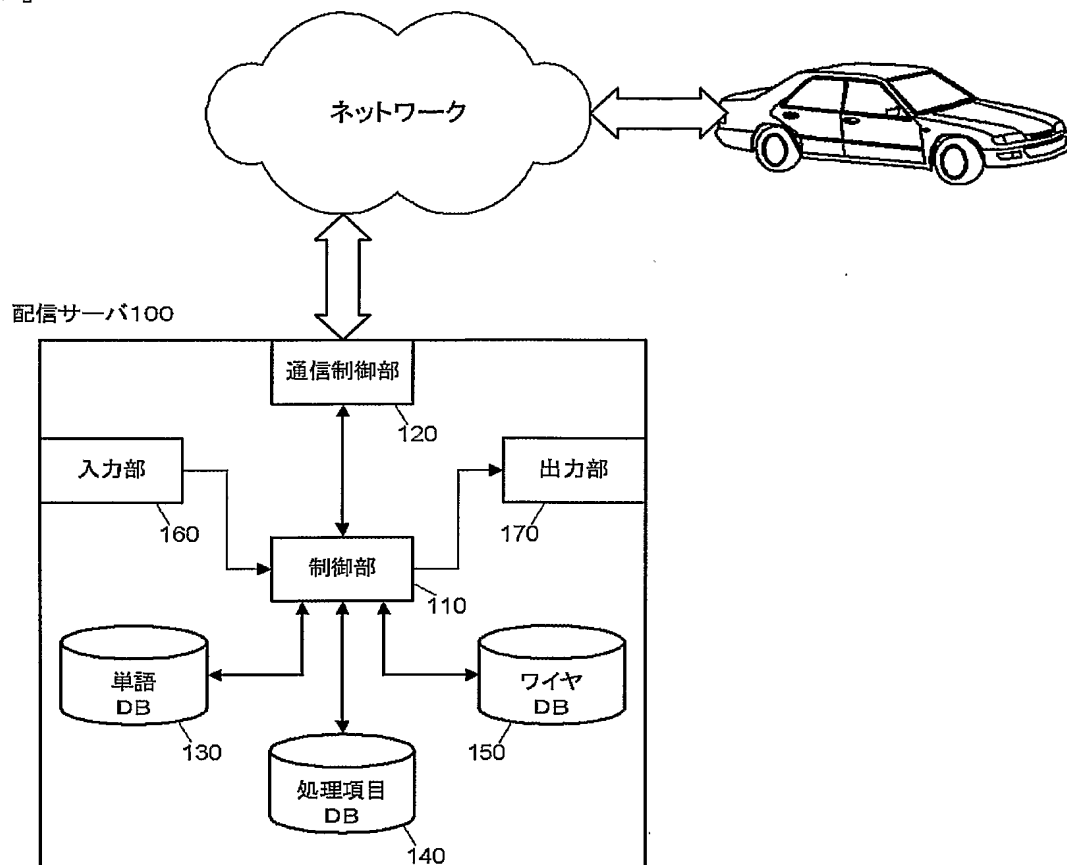 ネットワーク
配信サーバ100
通信制御部
120
入力部
160
出力部
170
制御部
110
単語
DB
130
処理項目
DB
140
ワイヤ
DB
150